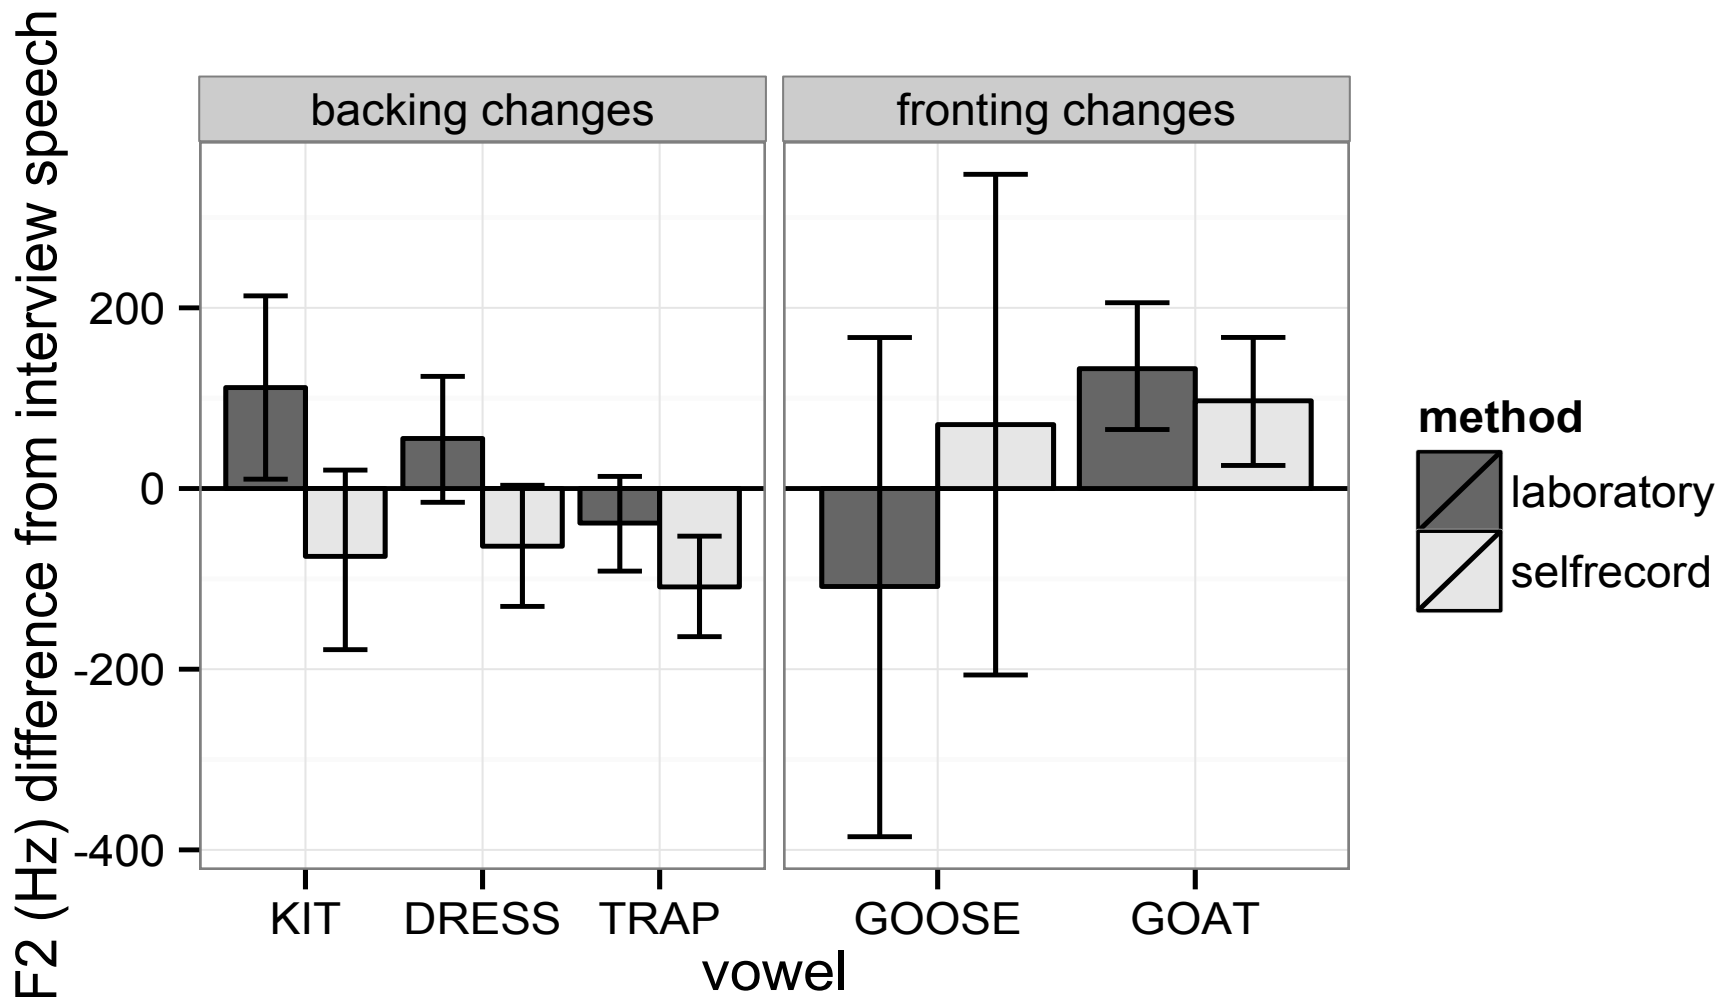 F2 (Hz) difference from interview speech
backing changes
fronting changes
200
0
-200
-400
KIT
DRESS
TRAP
GOOSE
GOAT
vowel
method
laboratory
selfrecord